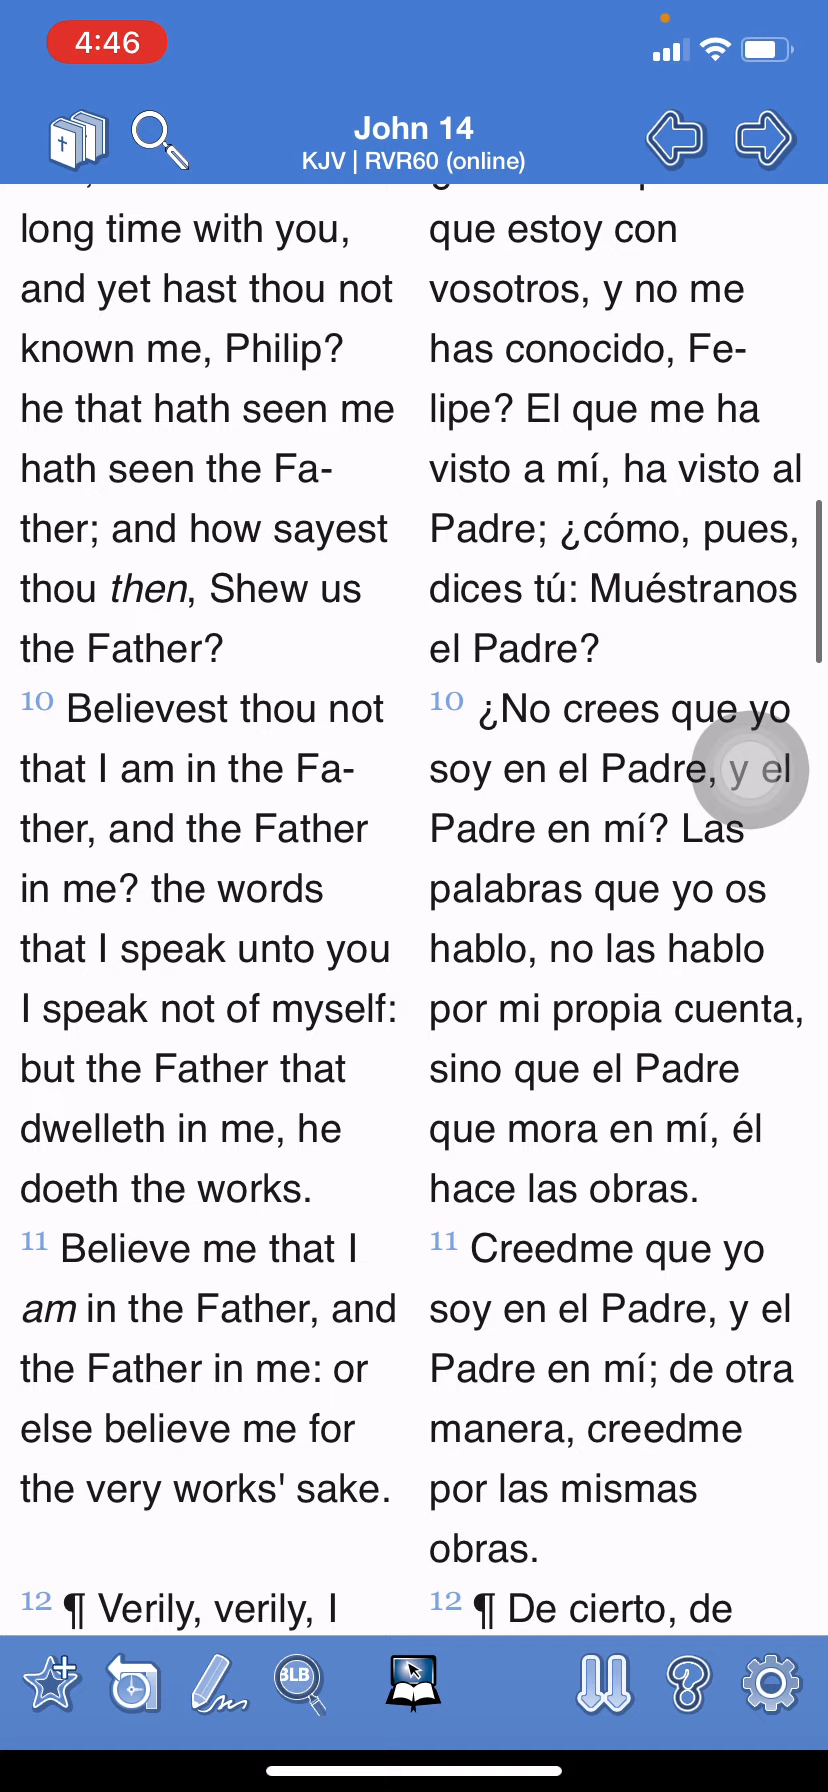 4:46
John 14
KJV | RVR60 (online)
long time with you,
and yet hast thou not
known me, Philip?
he that hath seen me
hath seen the Fa-
ther; and how sayest
thou then, Shew us
the Father?
10 Believest thou not
that I am in the Fa-
ther, and the Father
in me? the words
that I speak unto you
I speak not of myself:
but the Father that
dwelleth in me, he
doeth the works.
11 Believe me that I
am in the Father, and
the Father in me: or
else believe me for
the very works' sake.
12 ¶ Verily, verily, I
que estoy con
vosotros, y no me
has conocido, Fe-
lipe? El que me ha
visto a mí, ha visto al
Padre; ¿cómo, pues,
dices tú: Muéstranos
el Padre?
10 ¿No crees que yo
soy en el Padre, y el
Padre en mí? Las
palabras que yo os
hablo, no las hablo
por mi propia cuenta,
sino que el Padre
que mora en mí, él
hace las obras.
11 Creedme que yo
soy en el Padre, y el
Padre en mí; de otra
manera, creedme
por las mismas
obras.
12 ¶ De cierto, de
BLB